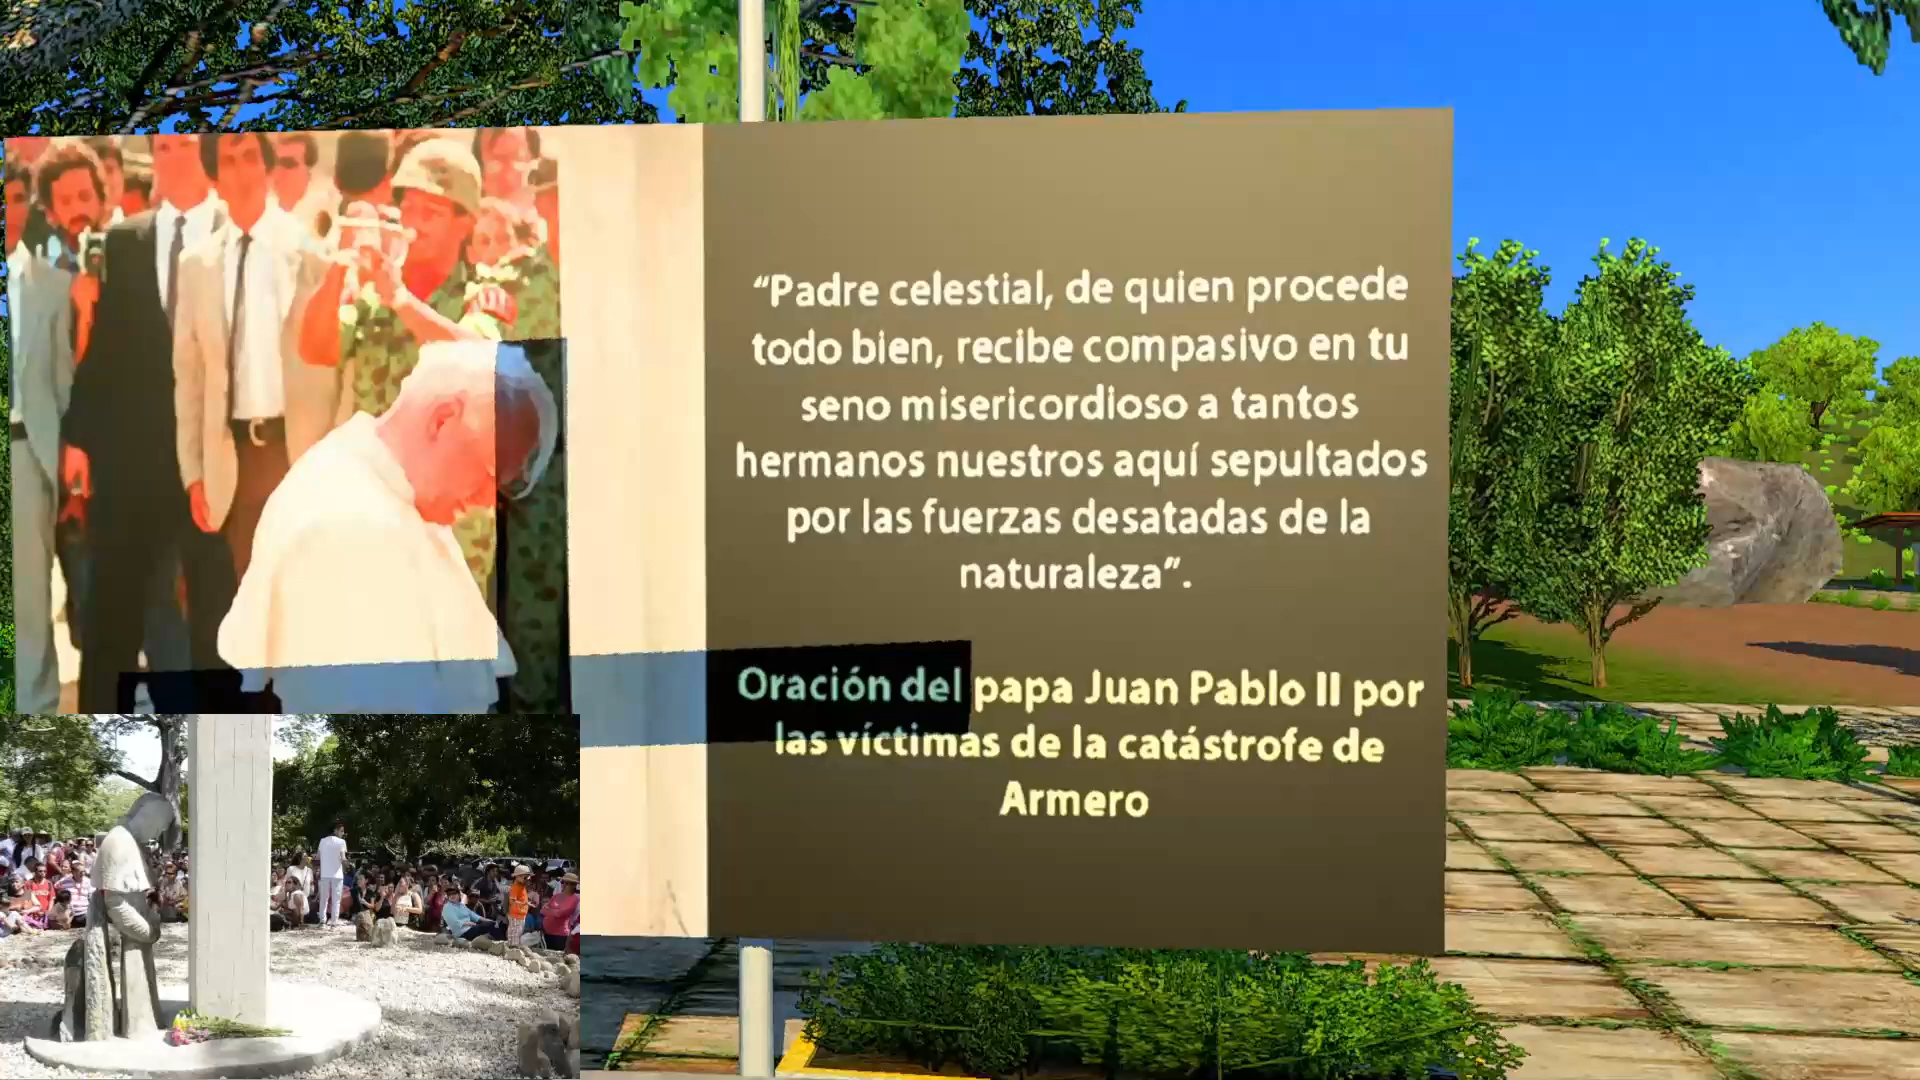 “Padre celestial, de quien procede
todo bien, recibe compasivo en tu
seno misericordioso a tantos
hermanos nuestros aquí sepultados
por las fuerzas desatadas de la
naturaleza”.
Oración del papa Juan Pablo II por
las víctimas de la catástrofe de
Armero